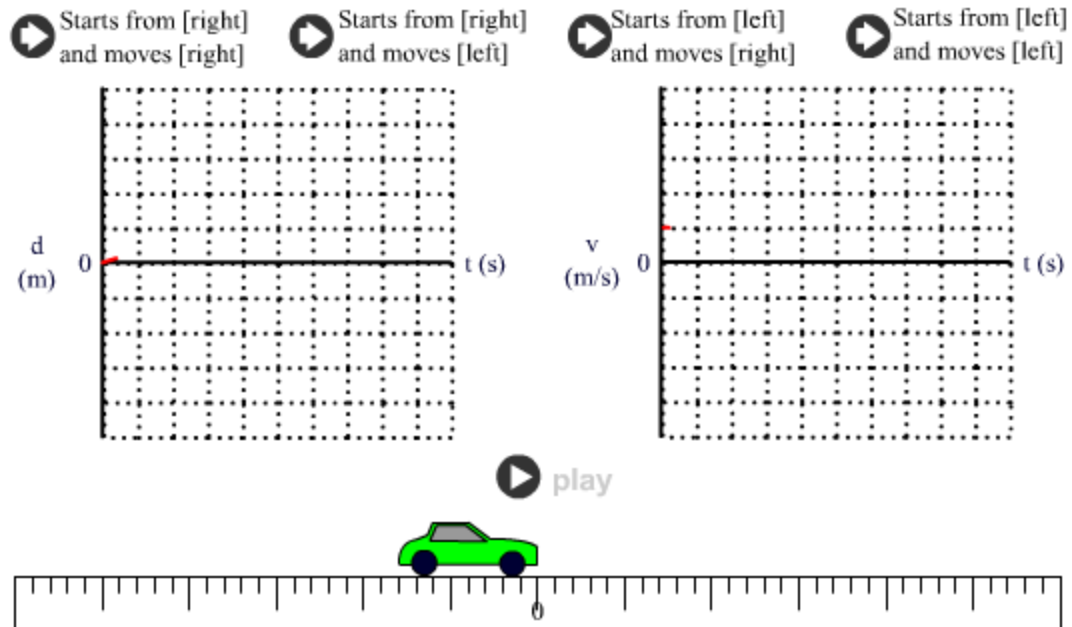 Starts from [right]
and moves [right]
Starts from [right]
and moves [left]
Starts from [left]
and moves [right]
Starts from [left]
and moves [left]
d
(m)
0
t (s)
v
(m/s)
0
t (s)
play
0